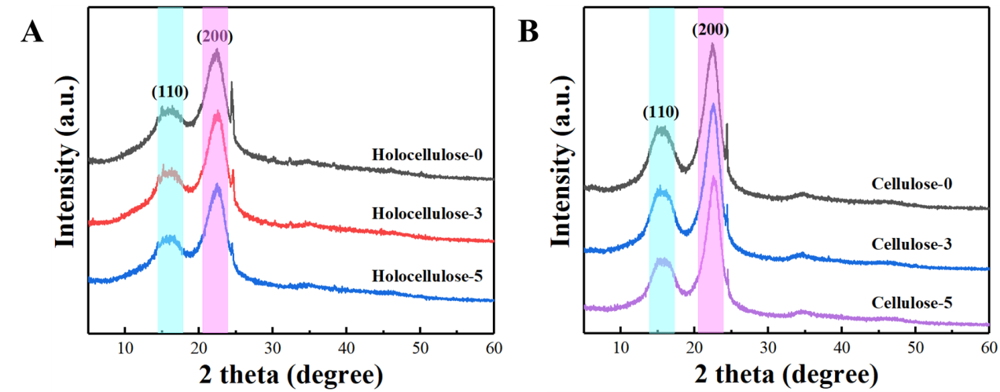 A
(200)
(110)
Holocellulose-0
Holocellulose-3
Holocellulose-5
Intensity (a.u.)
10 20 30 40 50 60
2 theta (degree)
B
(200)
(110)
Cellulose-0
Cellulose-3
Cellulose-5
Intensity (a.u.)
10 20 30 40 50 60
2 theta (degree)